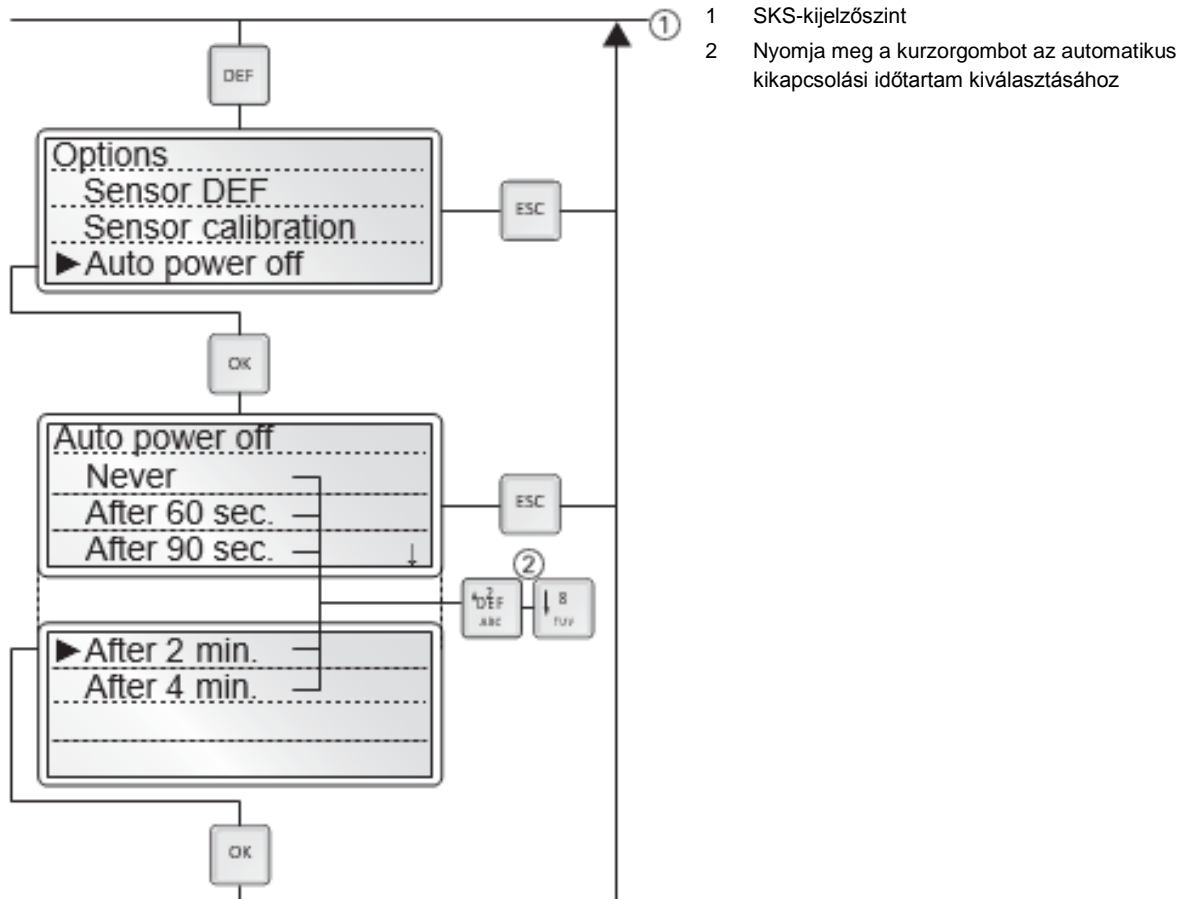 ①
1 SKS-kijelzőszint
2 Nyomja meg a kurzorgombot az automatikus
kikapcsolási időtartam kiválasztásához
DEF
Options
Sensor DEF
Sensor calibration
►Auto power off
ESC
OK
Auto power off
Never
After 60 sec.
After 90 sec. ↓
ESC
②
2
DEF
ABC
↓ 8
TUV
►After 2 min.
After 4 min.
OK